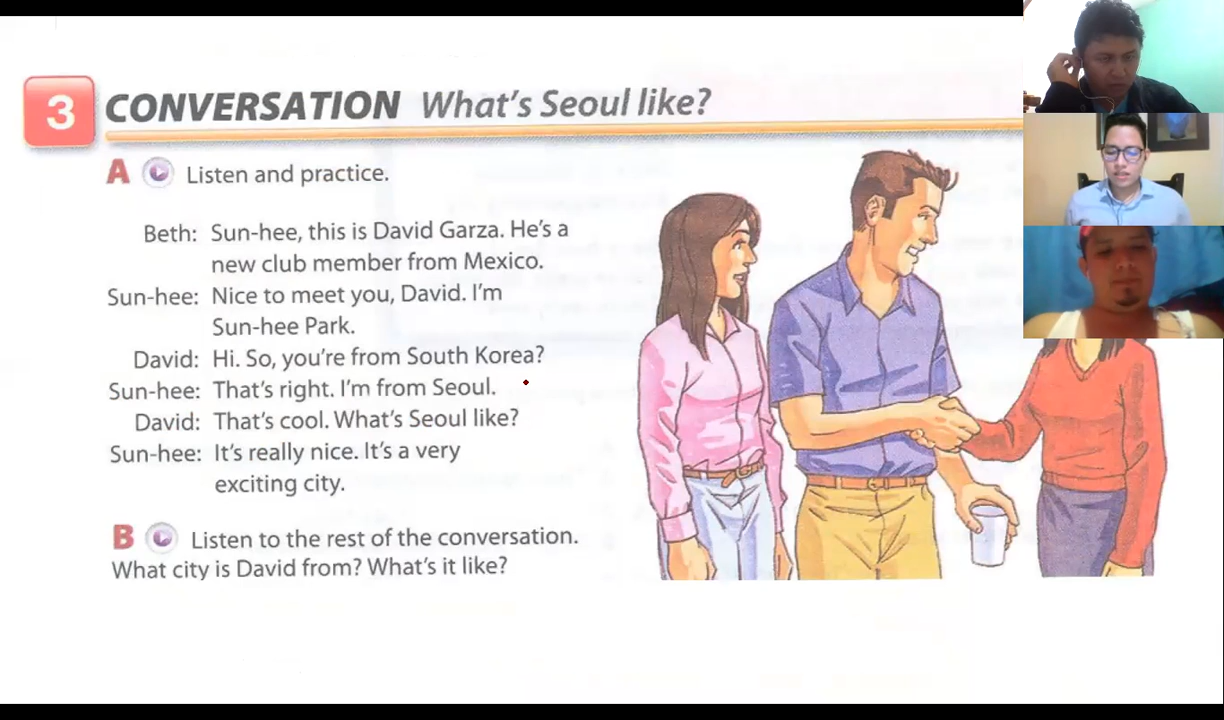 3 CONVERSATION What's Seoul like?
A Listen and practice.
Beth: Sun-hee, this is David Garza. He's a
new club member from Mexico.
Sun-hee: Nice to meet you, David. I'm
Sun-hee Park.
David: Hi. So, you're from South Korea?
Sun-hee: That's right. I'm from Seoul.
David: That's cool. What's Seoul like?
Sun-hee: It's really nice. It's a very
exciting city.
B Listen to the rest of the conversation.
What city is David from? What's it like?